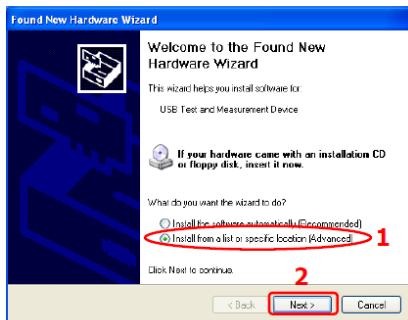 Found New Hardware Wizard
Welcome to the Found New
Hardware Wizard
This wizard helps you install software for:
USB Test and Measurement Device
If your hardware came with an installation CD
or floppy disk, insert it now.
What do you want the wizard to do?
Install the software automatically (Recommended)
Install from a list or specific location (Advanced) 1
Click Next to continue.
2
< Back Next > Cancel